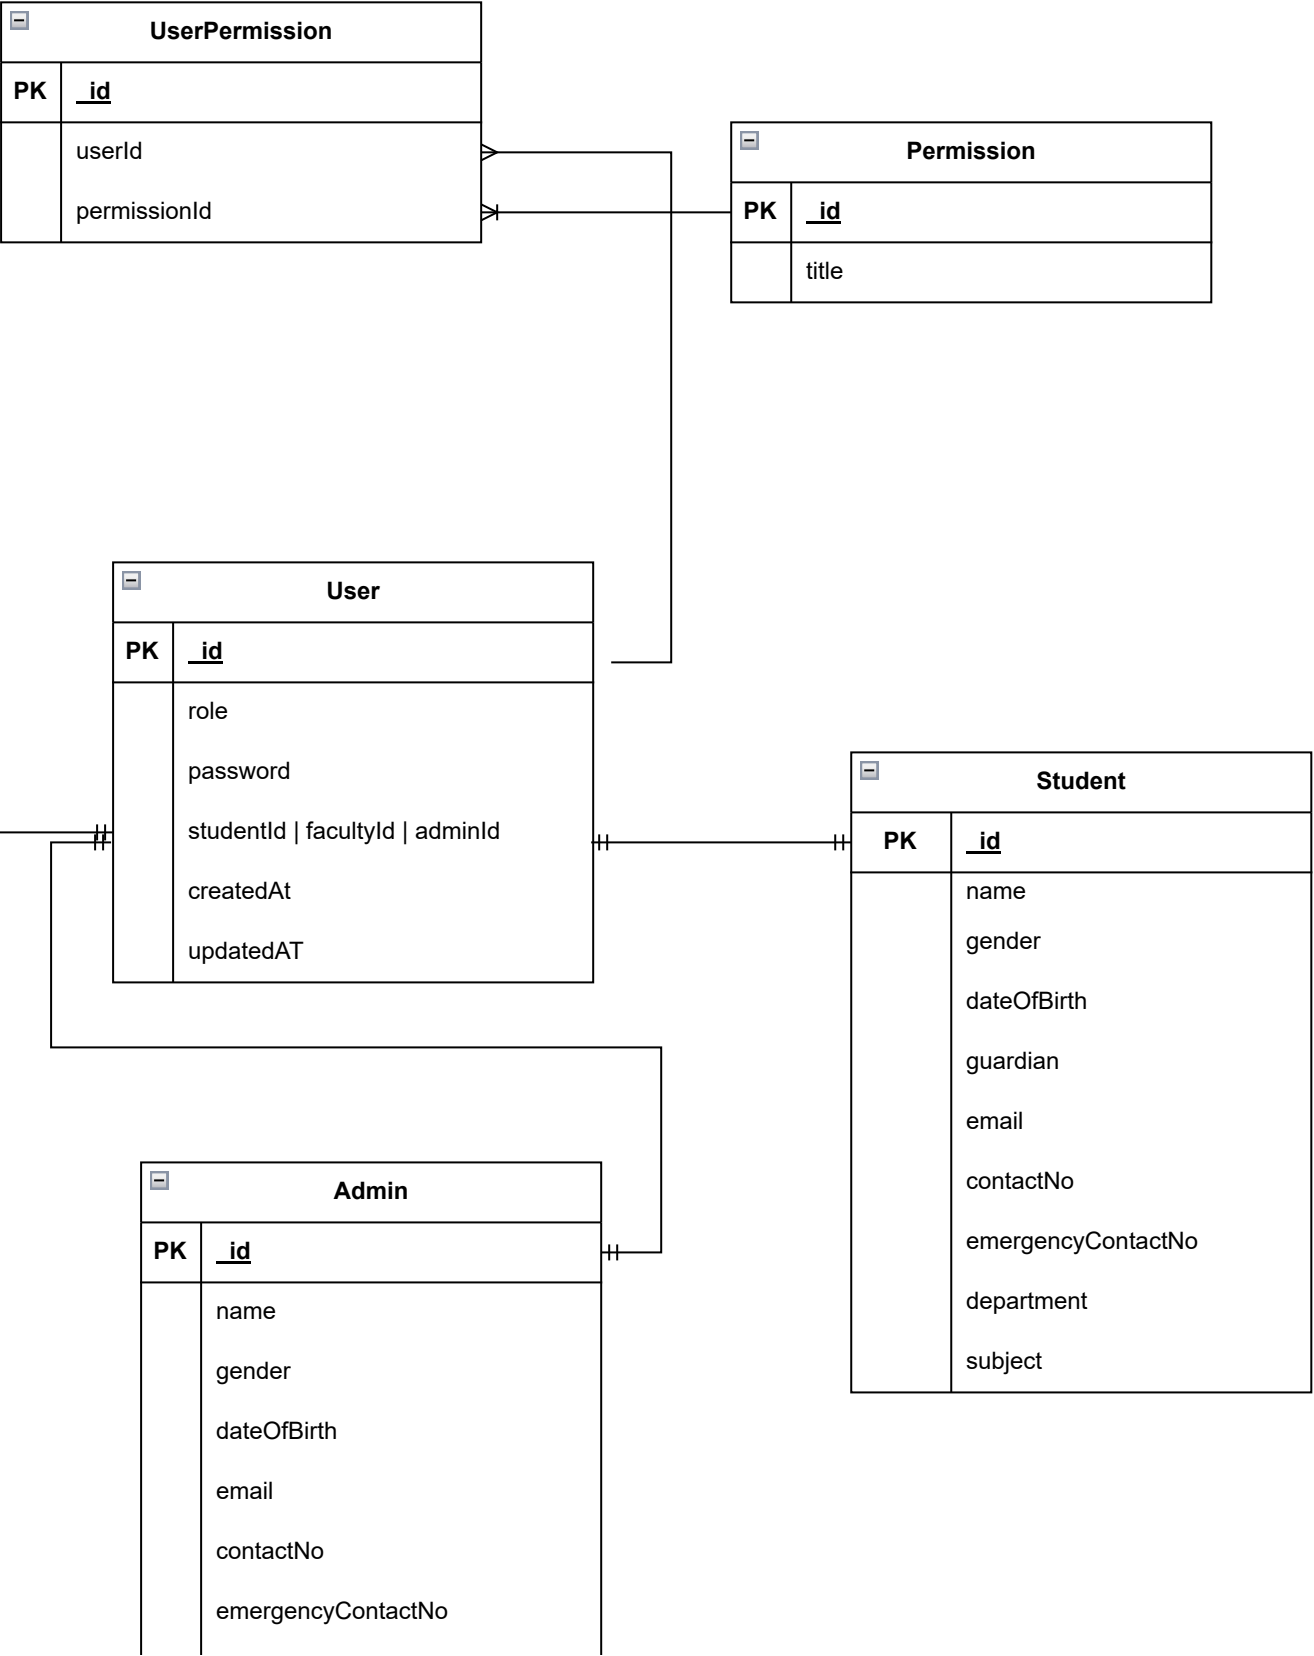 UserPermission
PK _id
userId
permissionId
Permission
PK _id
title
User
PK _id
role
password
studentId | facultyId | adminId
createdAt
updatedAT
Student
PK _id
name
gender
dateOfBirth
guardian
email
contactNo
emergencyContactNo
department
subject
Admin
PK _id
name
gender
dateOfBirth
email
contactNo
emergencyContactNo